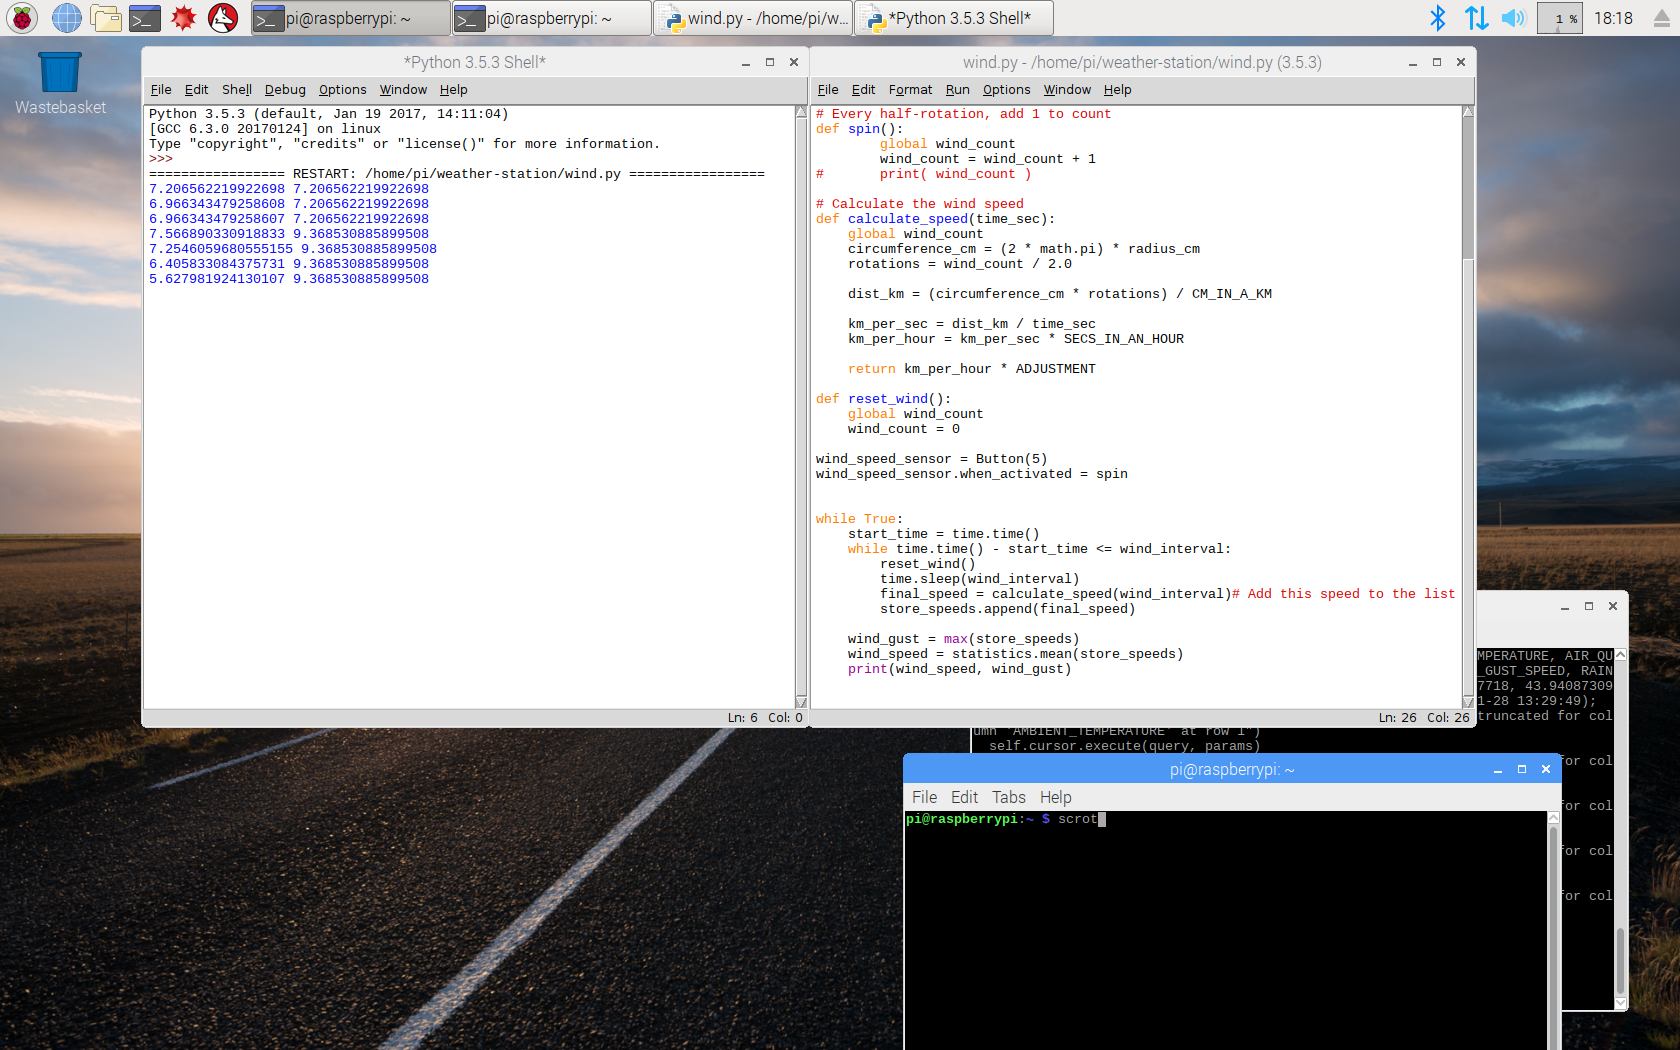 pi@raspberrypi: ~
pi@raspberrypi: ~
wind.py - /home/pi/w...
*Python 3.5.3 Shell*
1 %
18:18
Wastebasket
*Python 3.5.3 Shell*
File Edit Shell Debug Options Window Help
Python 3.5.3 (default, Jan 19 2017, 14:11:04)
[GCC 6.3.0 20170124] on linux
Type "copyright", "credits" or "license()" for more information.
>>>
================= RESTART: /home/pi/weather-station/wind.py =================
7.206562219922698 7.206562219922698
6.966343479258608 7.206562219922698
6.966343479258607 7.206562219922698
7.566890330918833 9.368530885899508
7.2546059680555155 9.368530885899508
6.405833084375731 9.368530885899508
5.627981924130107 9.368530885899508
Ln: 6 Col: 0
wind.py - /home/pi/weather-station/wind.py (3.5.3)
File Edit Format Run Options Window Help
# Every half-rotation, add 1 to count
def spin():
        global wind_count
        wind_count = wind_count + 1
#       print( wind_count )
# Calculate the wind speed
def calculate_speed(time_sec):
    global wind_count
    circumference_cm = (2 * math.pi) * radius_cm
    rotations = wind_count / 2.0
    dist_km = (circumference_cm * rotations) / CM_IN_A_KM
    km_per_sec = dist_km / time_sec
    km_per_hour = km_per_sec * SECS_IN_AN_HOUR
    return km_per_hour * ADJUSTMENT
def reset_wind():
    global wind_count
    wind_count = 0
wind_speed_sensor = Button(5)
wind_speed_sensor.when_activated = spin
while True:
    start_time = time.time()
    while time.time() - start_time <= wind_interval:
        reset_wind()
        time.sleep(wind_interval)
        final_speed = calculate_speed(wind_interval)# Add this speed to the list
        store_speeds.append(final_speed)
    wind_gust = max(store_speeds)
    wind_speed = statistics.mean(store_speeds)
    print(wind_speed, wind_gust)
Ln: 26 Col: 26
MPERATURE, AIR_QU
_GUST_SPEED, RAIN
7718, 43.94087309
1-28 13:29:49);
truncated for col
umn 'AMBIENT_TEMPERATURE' at row 1")
  self.cursor.execute(query, params)
for col
for col
for col
for col
pi@raspberrypi: ~
File Edit Tabs Help
pi@raspberrypi:~ $ scrot